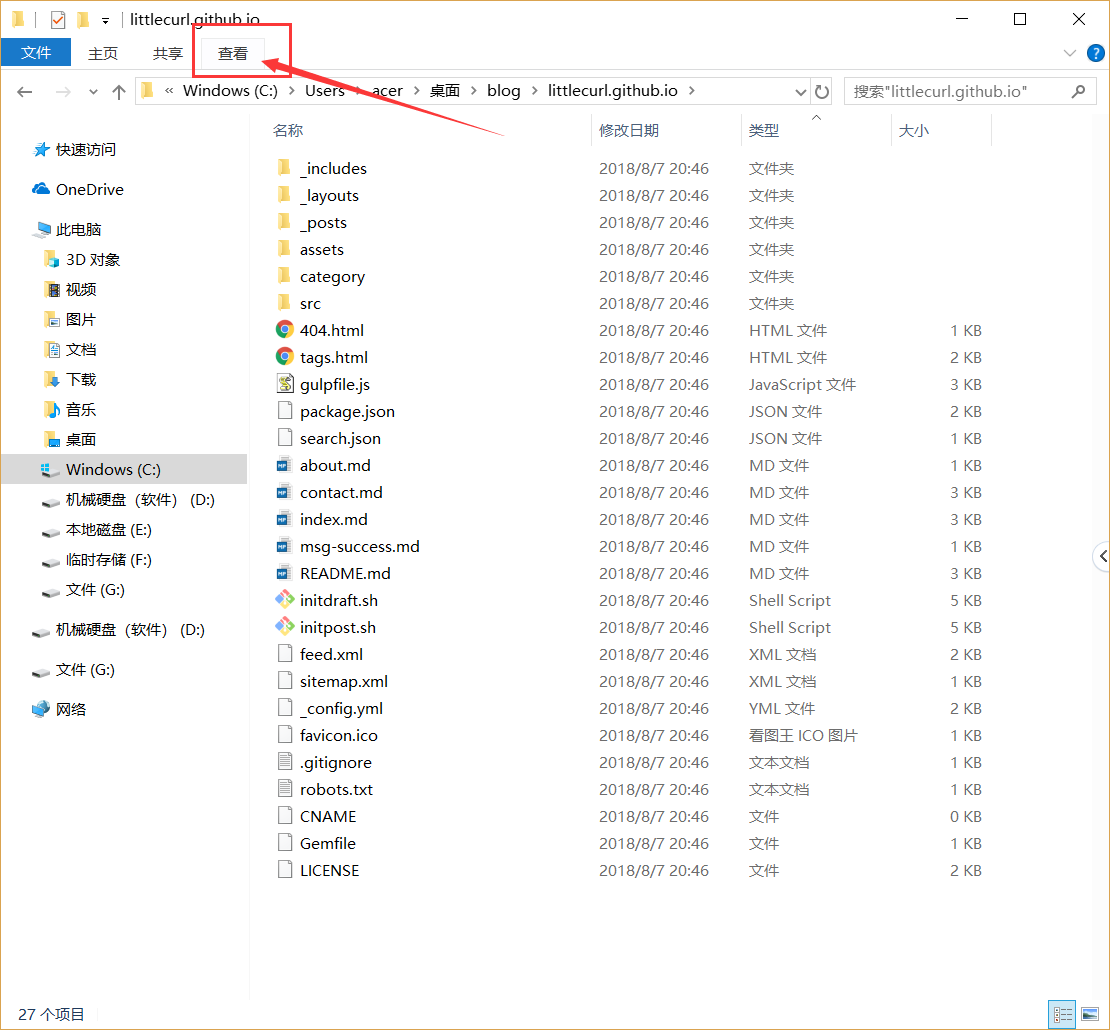 littlecurl.github.io
文件 主页 共享 查看
« Windows (C:) > Users > acer > 桌面 > blog > littlecurl.github.io > 搜索"littlecurl.github.io"
快速访问
OneDrive
此电脑
3D 对象
视频
图片
文档
下载
音乐
桌面
Windows (C:)
机械硬盘（软件） (D:)
本地磁盘 (E:)
临时存储 (F:)
文件 (G:)
机械硬盘（软件） (D:)
文件 (G:)
网络
名称 修改日期 类型 大小
_includes 2018/8/7 20:46 文件夹
_layouts 2018/8/7 20:46 文件夹
_posts 2018/8/7 20:46 文件夹
assets 2018/8/7 20:46 文件夹
category 2018/8/7 20:46 文件夹
src 2018/8/7 20:46 文件夹
404.html 2018/8/7 20:46 HTML 文件 1 KB
tags.html 2018/8/7 20:46 HTML 文件 2 KB
gulpfile.js 2018/8/7 20:46 JavaScript 文件 3 KB
package.json 2018/8/7 20:46 JSON 文件 2 KB
search.json 2018/8/7 20:46 JSON 文件 1 KB
about.md 2018/8/7 20:46 MD 文件 1 KB
contact.md 2018/8/7 20:46 MD 文件 3 KB
index.md 2018/8/7 20:46 MD 文件 3 KB
msg-success.md 2018/8/7 20:46 MD 文件 1 KB
README.md 2018/8/7 20:46 MD 文件 3 KB
initdraft.sh 2018/8/7 20:46 Shell Script 5 KB
initpost.sh 2018/8/7 20:46 Shell Script 5 KB
feed.xml 2018/8/7 20:46 XML 文档 2 KB
sitemap.xml 2018/8/7 20:46 XML 文档 1 KB
_config.yml 2018/8/7 20:46 YML 文件 2 KB
favicon.ico 2018/8/7 20:46 看图王 ICO 图片 1 KB
.gitignore 2018/8/7 20:46 文本文档 1 KB
robots.txt 2018/8/7 20:46 文本文档 1 KB
CNAME 2018/8/7 20:46 文件 0 KB
Gemfile 2018/8/7 20:46 文件 1 KB
LICENSE 2018/8/7 20:46 文件 2 KB
27 个项目